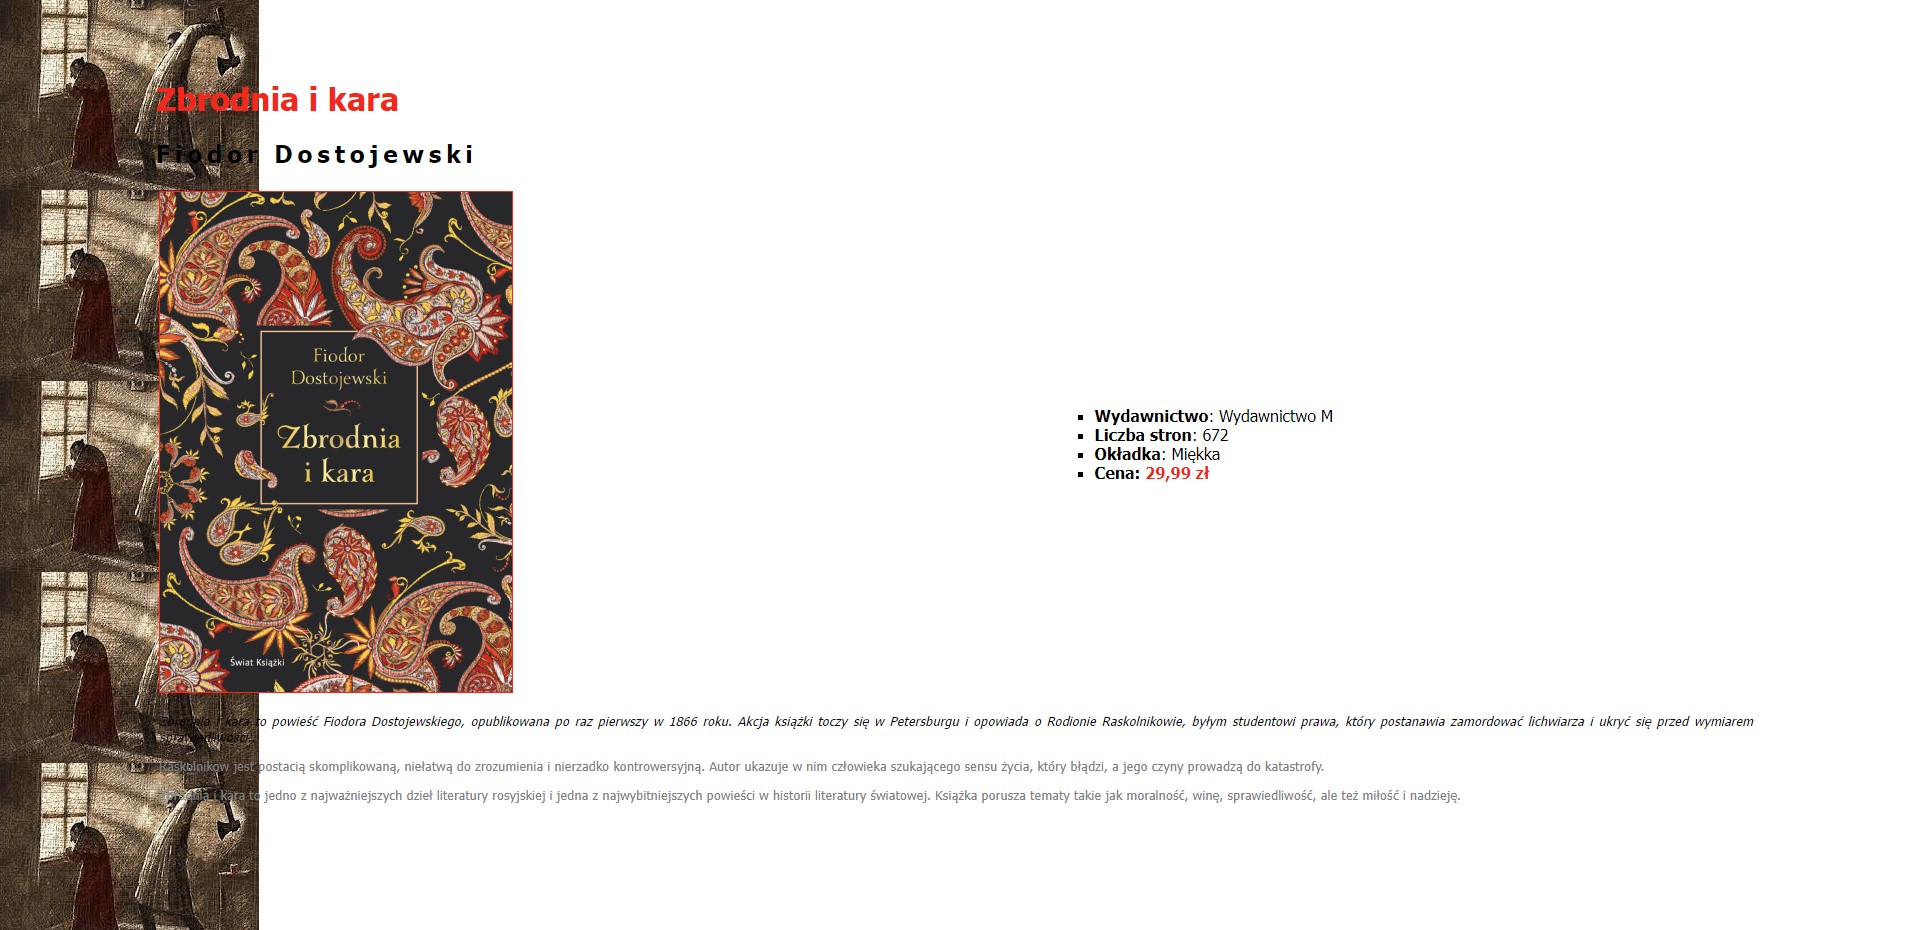 Zbrodnia i kara
Fiodor Dostojewski
Fiodor
Dostojewski
Zbrodnia
i kara
Świat Książki
Wydawnictwo: Wydawnictwo M
Liczba stron: 672
Okładka: Miękka
Cena: 29,99 zł
Zbrodnia i kara to powieść Fiodora Dostojewskiego, opublikowana po raz pierwszy w 1866 roku. Akcja książki toczy się w Petersburgu i opowiada o Rodionie Raskolnikowie, byłym studentowi prawa, który postanawia zamordować lichwiarza i ukryć się przed wymiarem
sprawiedliwości.
Raskolnikow jest postacią skomplikowaną, niełatwą do zrozumienia i nierzadko kontrowersyjną. Autor ukazuje w nim człowieka szukającego sensu życia, który błądzi, a jego czyny prowadzą do katastrofy.
Zbrodnia i kara to jedno z najważniejszych dzieł literatury rosyjskiej i jedna z najwybitniejszych powieści w historii literatury światowej. Książka porusza tematy takie jak moralność, winę, sprawiedliwość, ale też miłość i nadzieję.